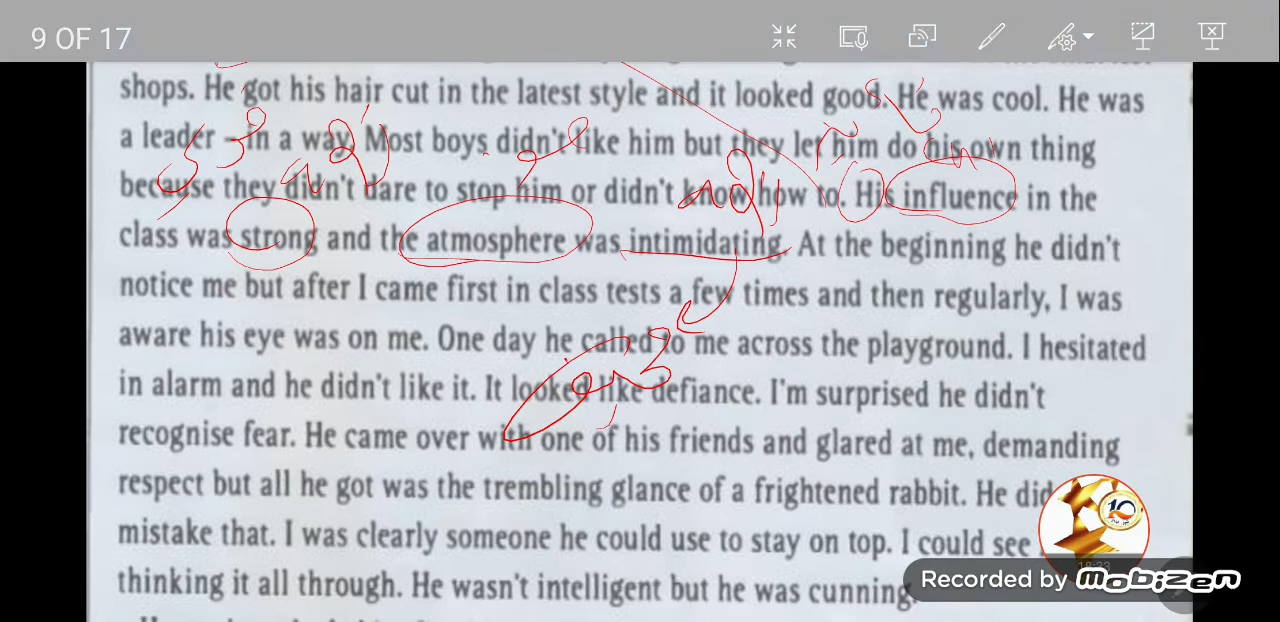 9 OF 17
shops. He got his hair cut in the latest style and it looked good. He was cool. He was
a leader – in a way. Most boys didn't like him but they let him do his own thing
because they didn't dare to stop him or didn't know how to. His influence in the
class was strong and the atmosphere was intimidating. At the beginning he didn't
notice me but after I came first in class tests a few times and then regularly, I was
aware his eye was on me. One day he called to me across the playground. I hesitated
in alarm and he didn't like it. It looked like defiance. I'm surprised he didn't
recognise fear. He came over with one of his friends and glared at me, demanding
respect but all he got was the trembling glance of a frightened rabbit. He did
mistake that. I was clearly someone he could use to stay on top. I could see
thinking it all through. He wasn't intelligent but he was cunning.
adj
adj
10
18:23
Recorded by MOBIZEN